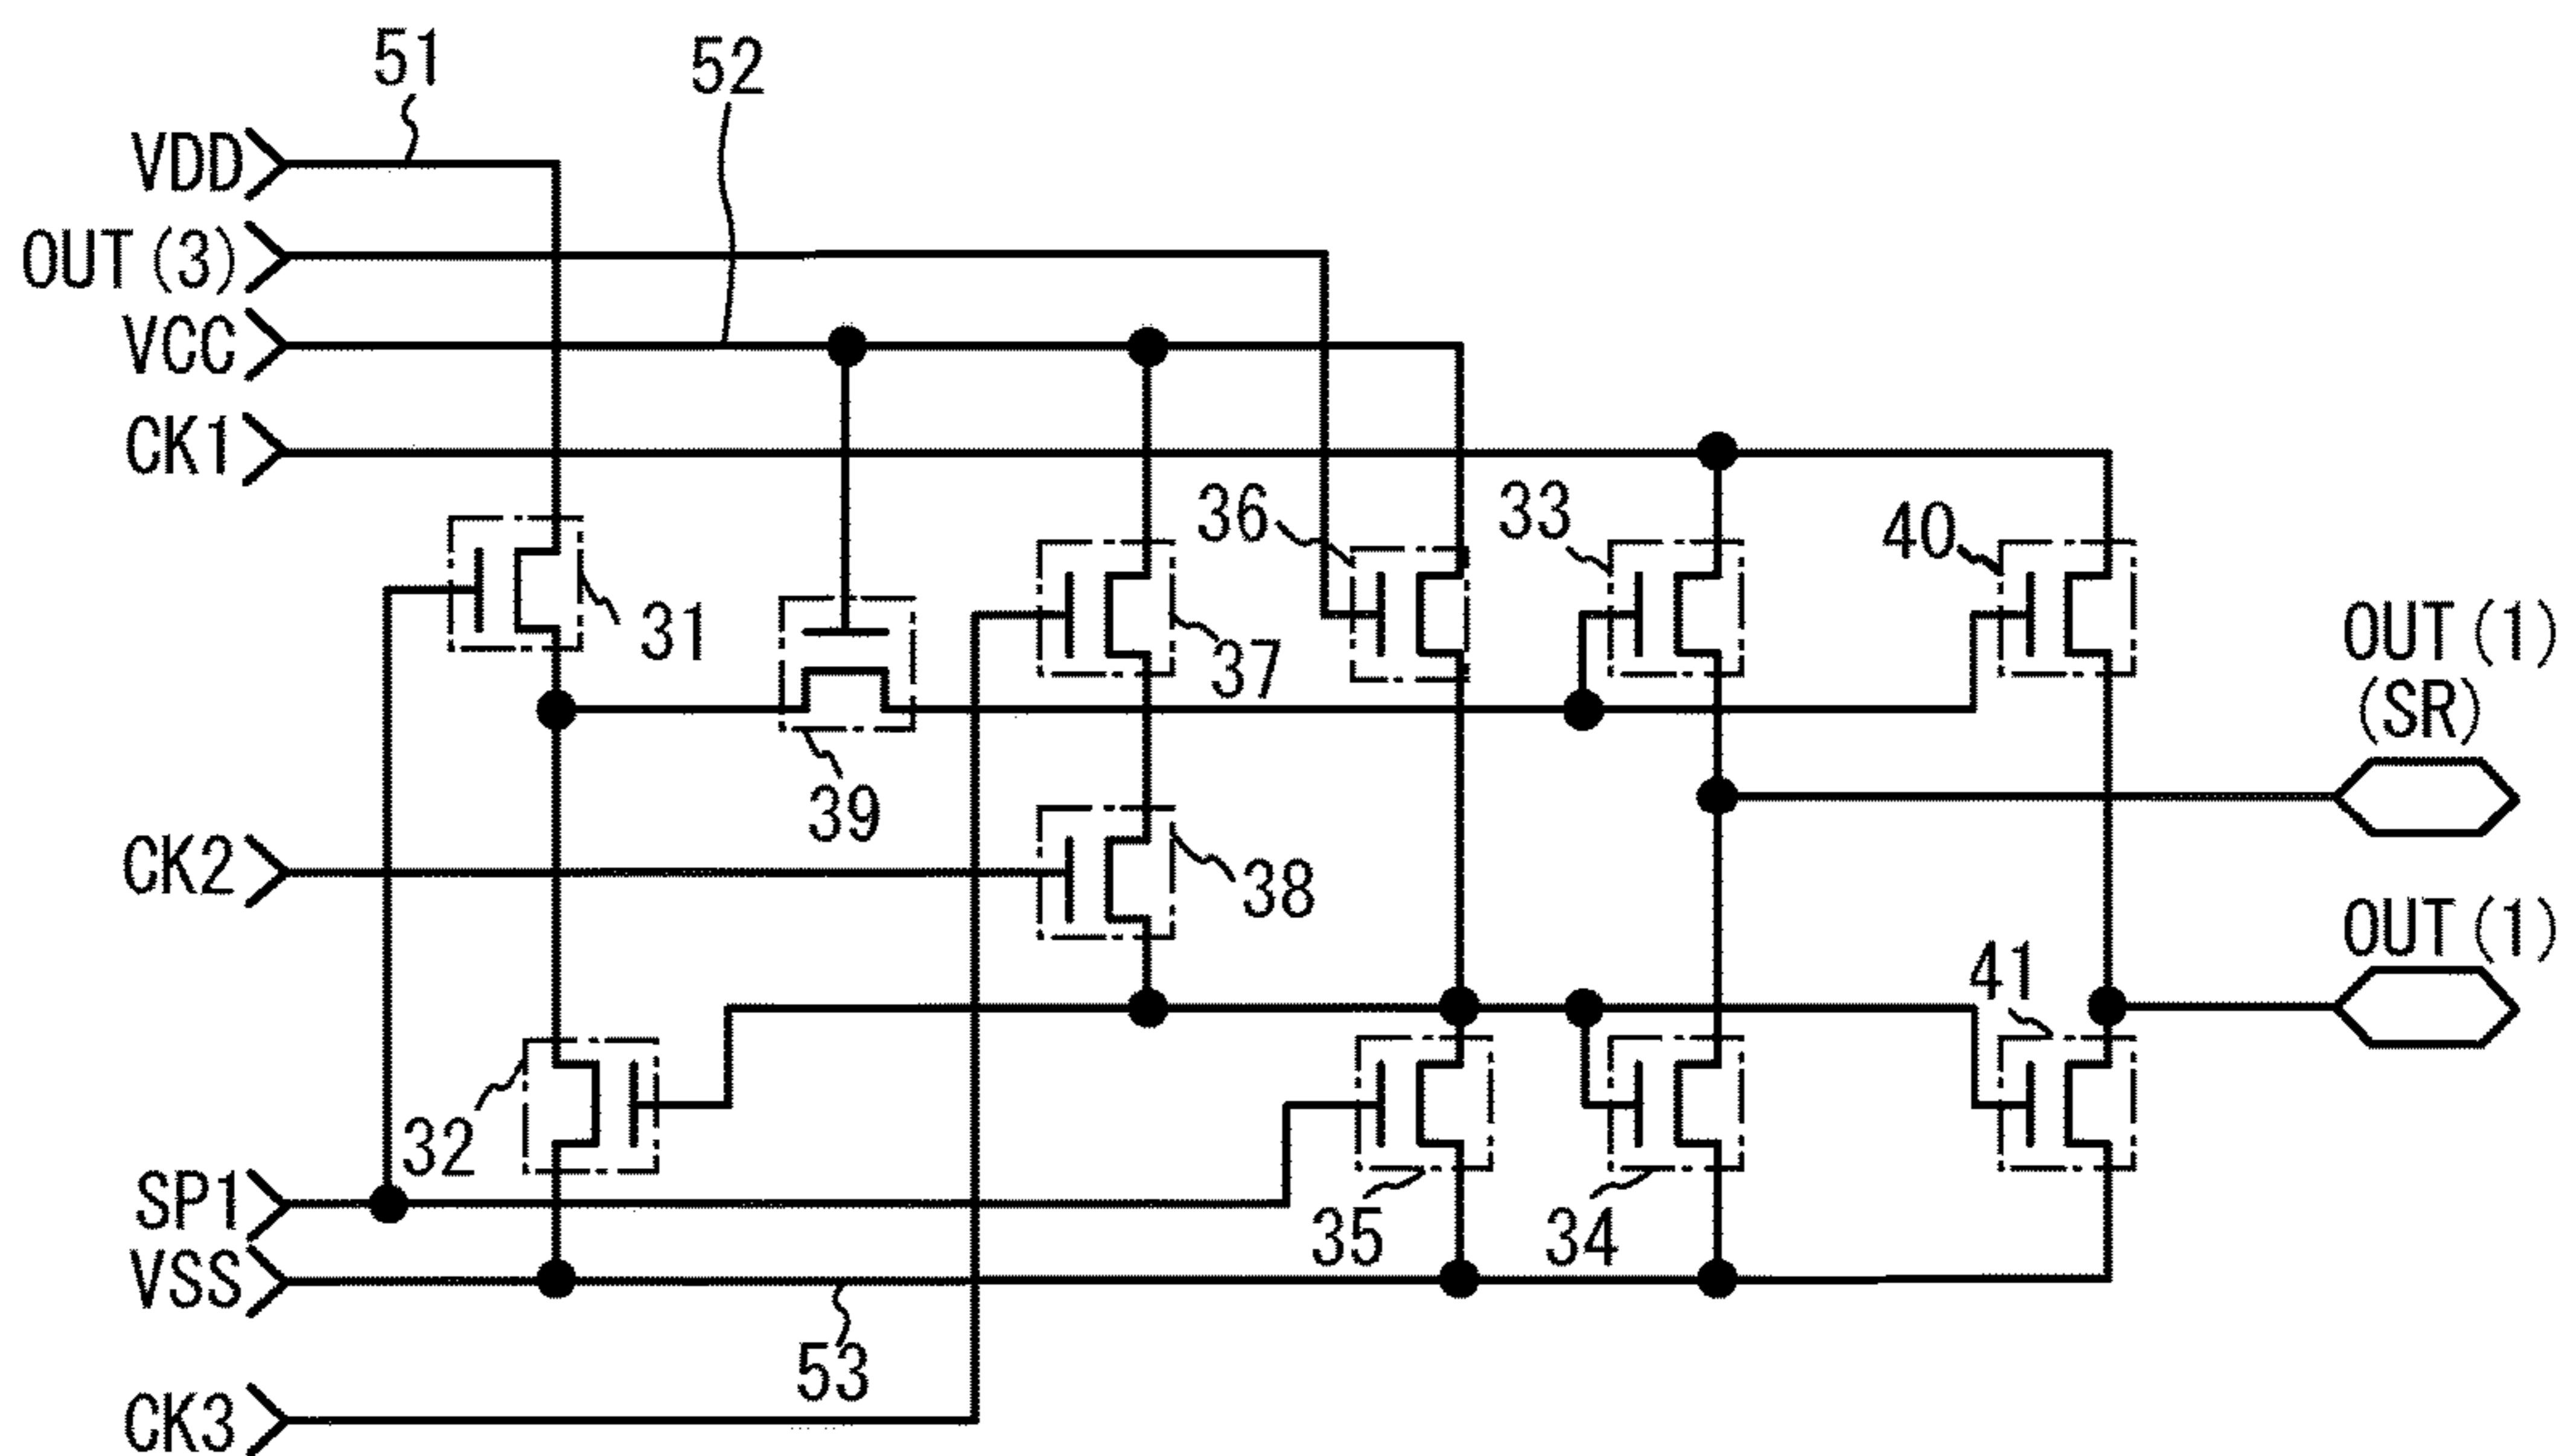 51
52
VDD
OUT (3)
VCC
CK1
36
33
40
31
37
OUT (1)
(SR)
39
CK2
38
OUT (1)
41
32
SP1
35
34
VSS
53
CK3